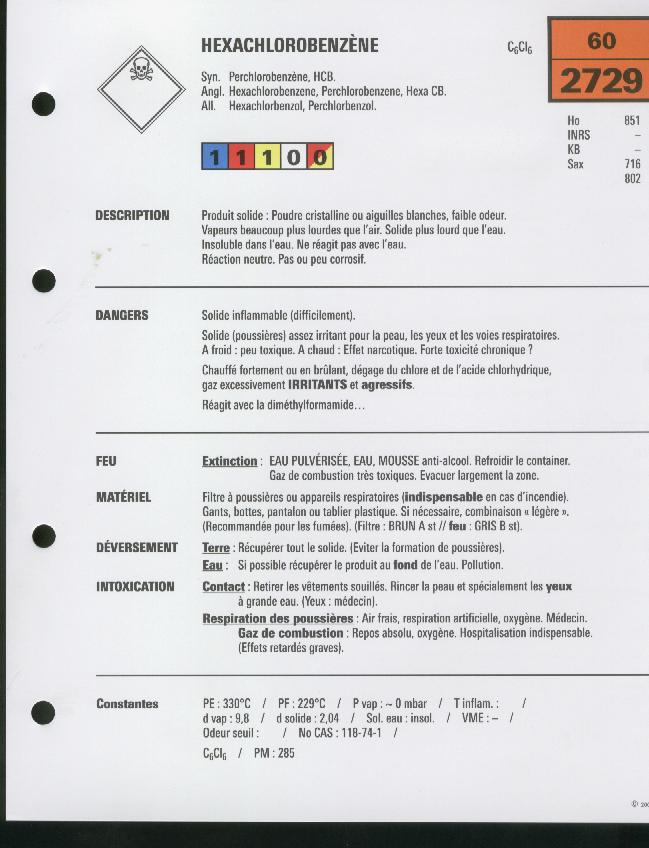 HEXACHLOROBENZÈNE C₆Cl₆ 60
2729
Syn. Perchlorobenzène, HCB.
Angl. Hexachlorobenzene, Perchlorobenzene, Hexa CB.
All. Hexachlorbenzol, Perchlorbenzol.
Ho 851
INRS –
KB –
Sax 716
802
1 1 1 0 0
DESCRIPTION Produit solide : Poudre cristalline ou aiguilles blanches, faible odeur.
Vapeurs beaucoup plus lourdes que l'air. Solide plus lourd que l'eau.
Insoluble dans l'eau. Ne réagit pas avec l'eau.
Réaction neutre. Pas ou peu corrosif.
DANGERS Solide inflammable (difficilement).
Solide (poussières) assez irritant pour la peau, les yeux et les voies respiratoires.
A froid : peu toxique. A chaud : Effet narcotique. Forte toxicité chronique ?
Chauffé fortement ou en brûlant, dégage du chlore et de l'acide chlorhydrique,
gaz excessivement IRRITANTS et agressifs.
Réagit avec la diméthylformamide...
FEU Extinction : EAU PULVÉRISÉE, EAU, MOUSSE anti-alcool. Refroidir le container.
Gaz de combustion très toxiques. Evacuer largement la zone.
MATÉRIEL Filtre à poussières ou appareils respiratoires (indispensable en cas d'incendie).
Gants, bottes, pantalon ou tablier plastique. Si nécessaire, combinaison « légère ».
(Recommandée pour les fumées). (Filtre : BRUN A st // feu : GRIS B st).
DÉVERSEMENT Terre : Récupérer tout le solide. (Eviter la formation de poussières).
Eau : Si possible récupérer le produit au fond de l'eau. Pollution.
INTOXICATION Contact : Retirer les vêtements souillés. Rincer la peau et spécialement les yeux
à grande eau. (Yeux : médecin).
Respiration des poussières : Air frais, respiration artificielle, oxygène. Médecin.
Gaz de combustion : Repos absolu, oxygène. Hospitalisation indispensable.
(Effets retardés graves).
Constantes PE : 330°C / PF : 229°C / P vap : ~ 0 mbar / T inflam. : /
d vap : 9,8 / d solide : 2,04 / Sol. eau : insol. / VME : – /
Odeur seuil : / No CAS : 118-74-1 /
C₆Cl₆ / PM : 285